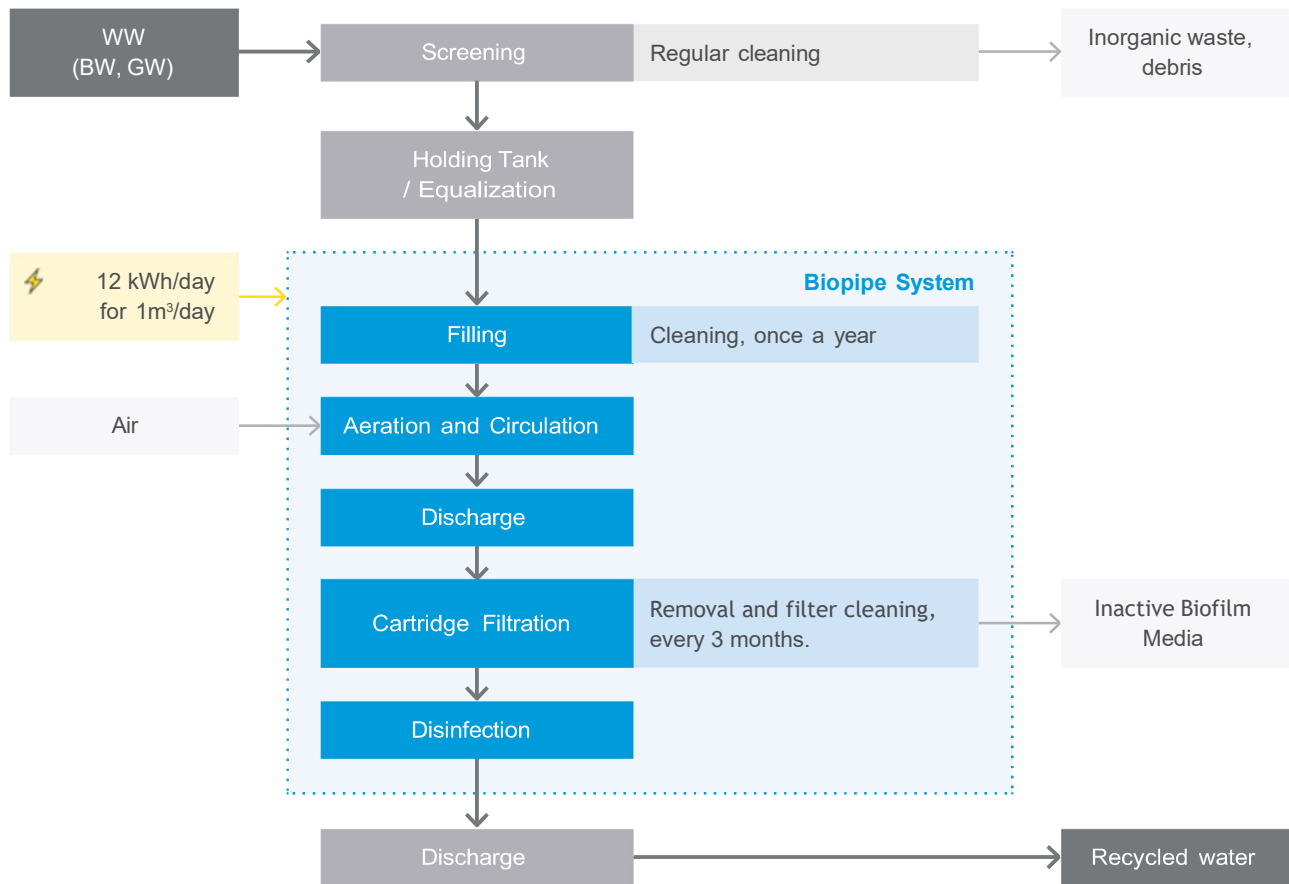 WW
(BW, GW)
Screening
Regular cleaning
Inorganic waste,
debris
Holding Tank
/ Equalization
12 kWh/day
for 1m³/day
Biopipe System
Filling
Cleaning, once a year
Air
Aeration and Circulation
Discharge
Cartridge Filtration
Removal and filter cleaning,
every 3 months.
Inactive Biofilm
Media
Disinfection
Discharge
Recycled water